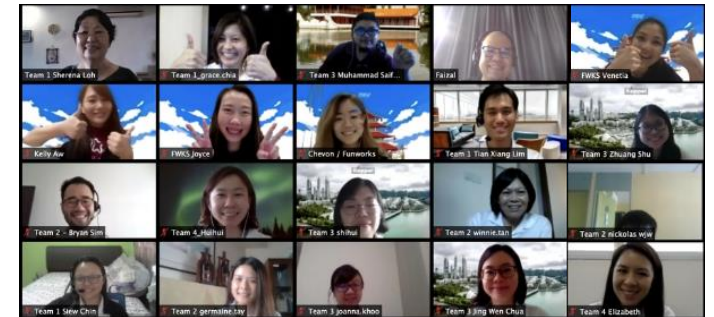 Team 1 Sherena Loh
Team 1_grace.chia
Team 3 Muhammad Saif...
Faizal
FWKS Venetia
Kelly Aw
FWKS Joyce
Chevon / Funworks
Team 1 Tian Xiang Lim
Team 3 Zhuang Shu
Team 2 - Bryan Sim
Team 4_Huihui
Team 3 shihui
Team 2 winnie.tan
Team 2 nickolas wjw
Team 1 Siew Chin
Team 2 germaine.tay
Team 3 joanna.khoo
Team 3 Jing Wen Chua
Team 4 Elizabeth